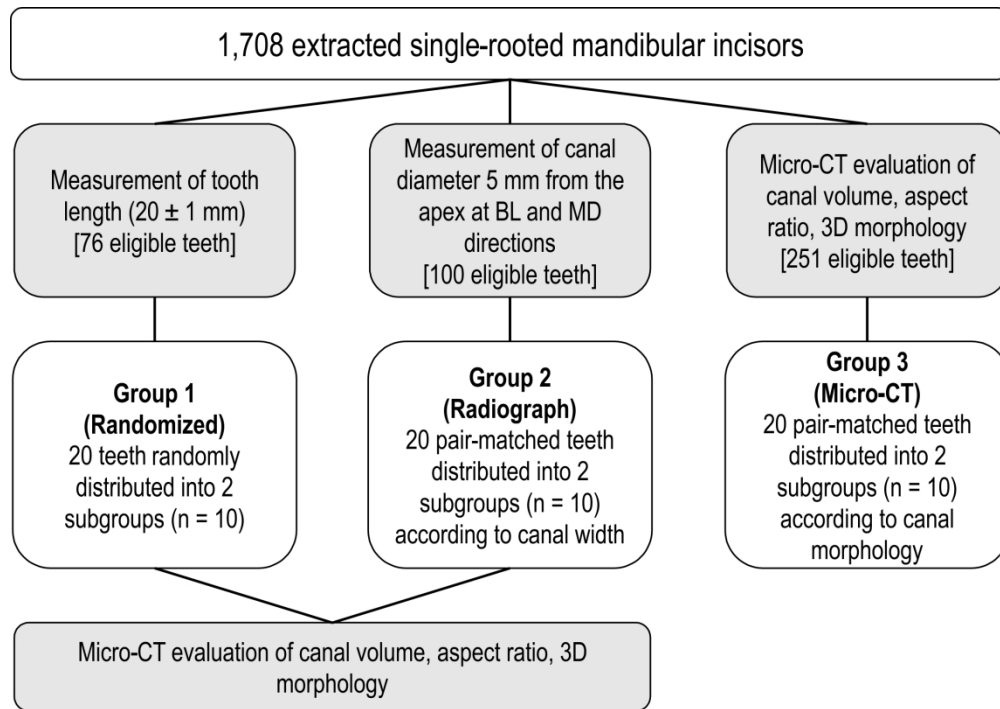 1,708 extracted single-rooted mandibular incisors
Measurement of tooth
length (20 ± 1 mm)
[76 eligible teeth]
Measurement of canal
diameter 5 mm from the
apex at BL and MD
directions
[100 eligible teeth]
Micro-CT evaluation of
canal volume, aspect
ratio, 3D morphology
[251 eligible teeth]
Group 1
(Randomized)
20 teeth randomly
distributed into 2
subgroups (n = 10)
Group 2
(Radiograph)
20 pair-matched teeth
distributed into 2
subgroups (n = 10)
according to canal width
Group 3
(Micro-CT)
20 pair-matched teeth
distributed into 2
subgroups (n = 10)
according to canal
morphology
Micro-CT evaluation of canal volume, aspect ratio, 3D
morphology